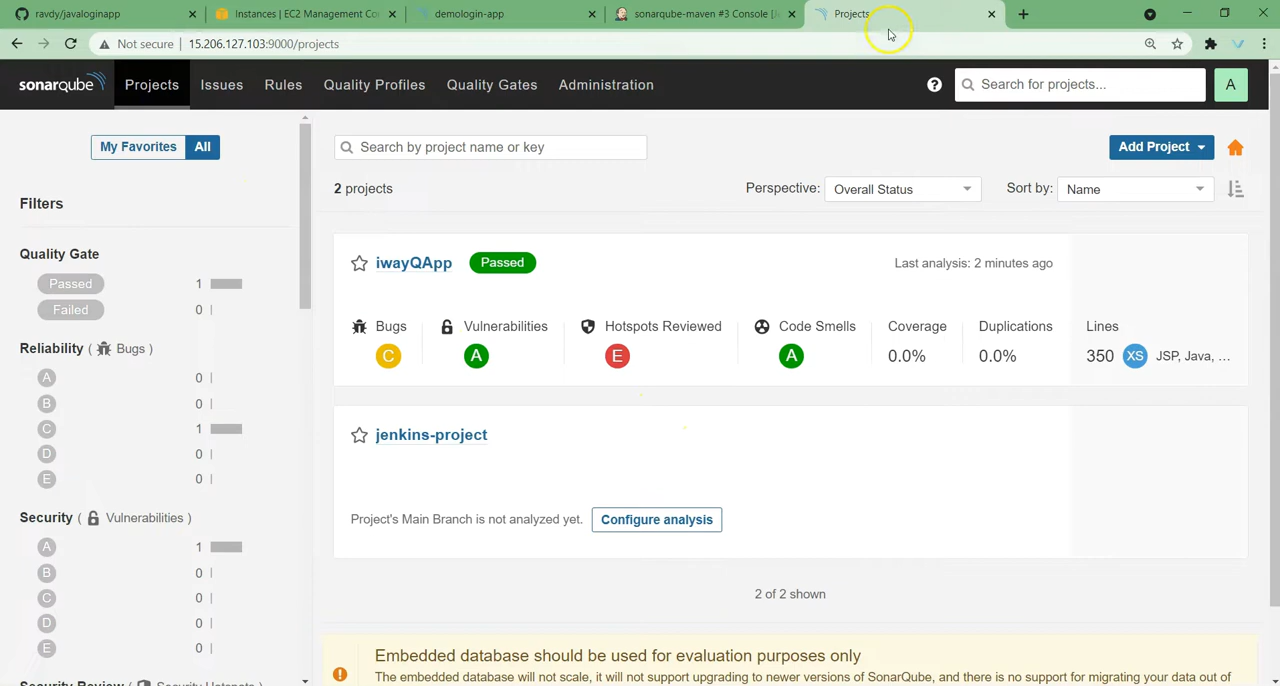 ravdy/javaloginapp
Instances | EC2 Management Co
demologin-app
sonarqube-maven #3 Console [J
Projects
Not secure | 15.206.127.103:9000/projects
sonarqube
Projects
Issues
Rules
Quality Profiles
Quality Gates
Administration
?
Search for projects...
A
My Favorites
All
Search by project name or key
Add Project
2 projects
Perspective:
Overall Status
Sort by:
Name
Filters
Quality Gate
Passed 1
Failed 0
Reliability ( Bugs )
A 0
B 0
C 1
D 0
E 0
Security ( Vulnerabilities )
A 1
B 0
C 0
D 0
E 0
iwayQApp
Passed
Last analysis: 2 minutes ago
Bugs
Vulnerabilities
Hotspots Reviewed
Code Smells
Coverage
Duplications
Lines
C
A
E
A
0.0%
0.0%
350 XS JSP, Java, ...
jenkins-project
Project's Main Branch is not analyzed yet.
Configure analysis
2 of 2 shown
Embedded database should be used for evaluation purposes only
The embedded database will not scale, it will not support upgrading to newer versions of SonarQube, and there is no support for migrating your data out of